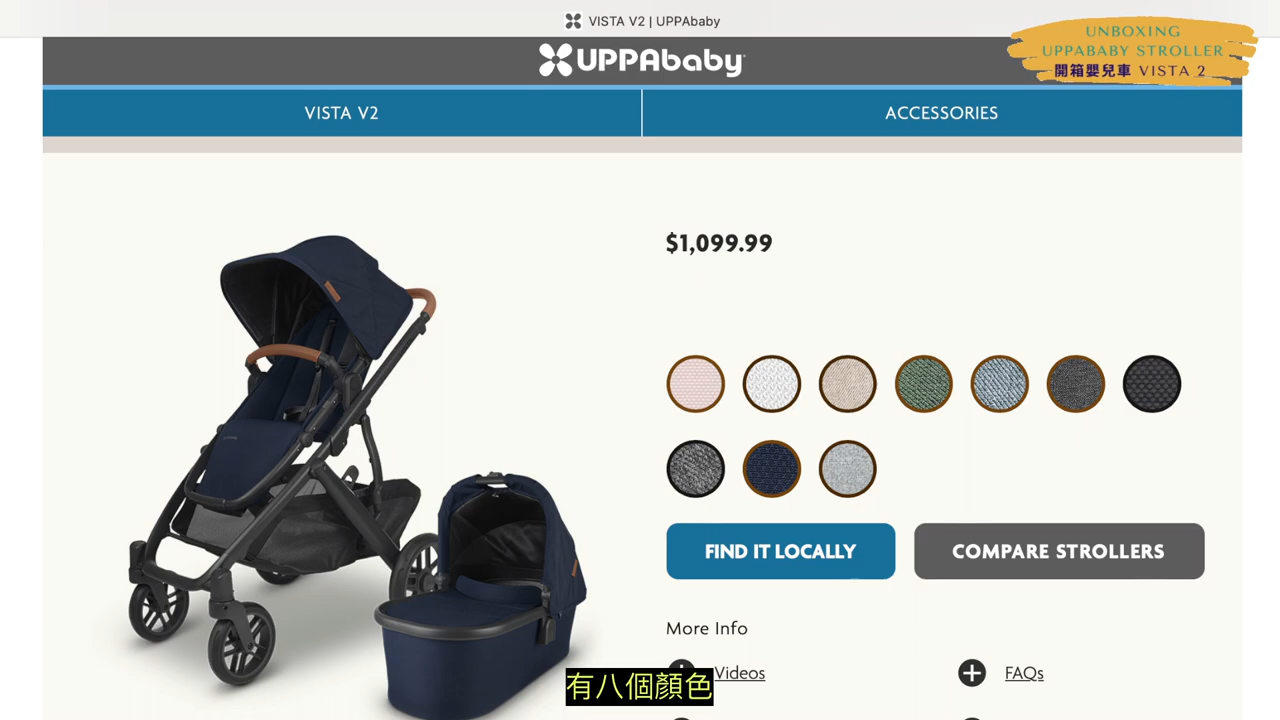 VISTA V2 | UPPAbaby
UNBOXING
UPPABABY STROLLER
開箱嬰兒車 VISTA 2
UPPAbaby
VISTA V2
ACCESSORIES
$1,099.99
FIND IT LOCALLY
COMPARE STROLLERS
More Info
Videos
FAQs
有八個顏色